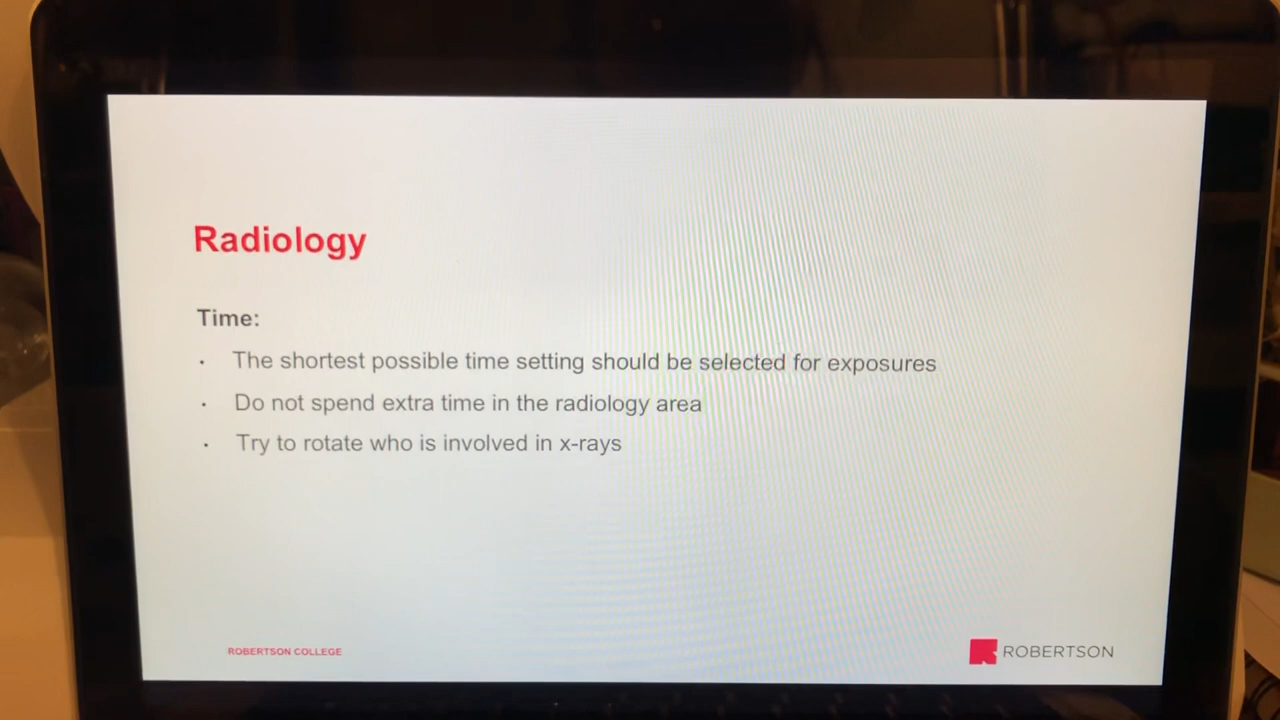 Radiology
Time:
· The shortest possible time setting should be selected for exposures
· Do not spend extra time in the radiology area
· Try to rotate who is involved in x-rays
ROBERTSON COLLEGE
ROBERTSON